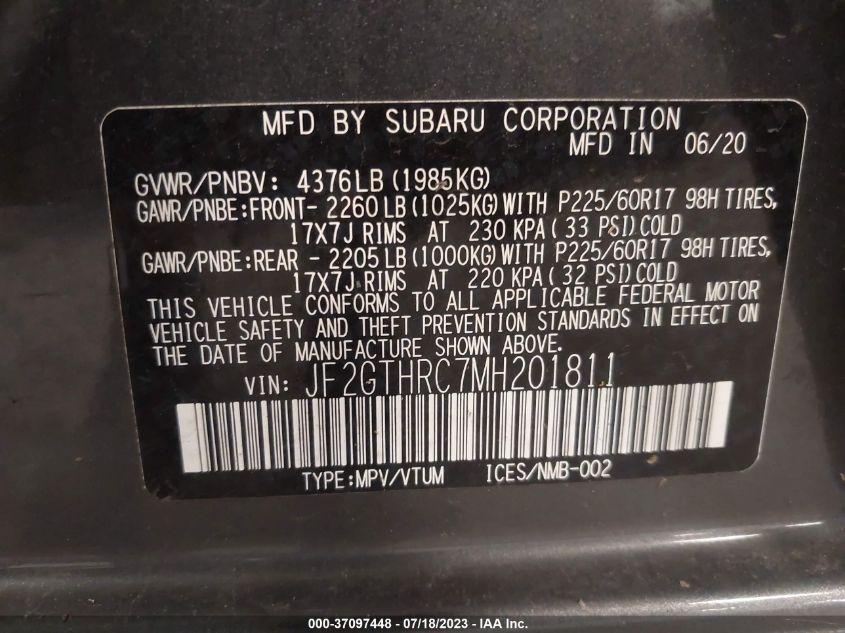 MFD BY SUBARU CORPORATION
MFD IN 06/20
GVWR/PNBV: 4376LB (1985KG)
GAWR/PNBE:FRONT- 2260 LB (1025KG) WITH P225/60R17 98H TIRES,
17X7J RIMS AT 230 KPA ( 33 PSI) COLD
GAWR/PNBE:REAR - 2205 LB (1000KG) WITH P225/60R17 98H TIRES,
17X7J RIMS AT 220 KPA ( 32 PSI) COLD
THIS VEHICLE CONFORMS TO ALL APPLICABLE FEDERAL MOTOR
VEHICLE SAFETY AND THEFT PREVENTION STANDARDS IN EFFECT ON
THE DATE OF MANUFACTURE SHOWN ABOVE.
VIN: JF2GTHRC7MH201811
TYPE:MPV/VTUM ICES/NMB-002
000-37097448 - 07/18/2023 - IAA Inc.